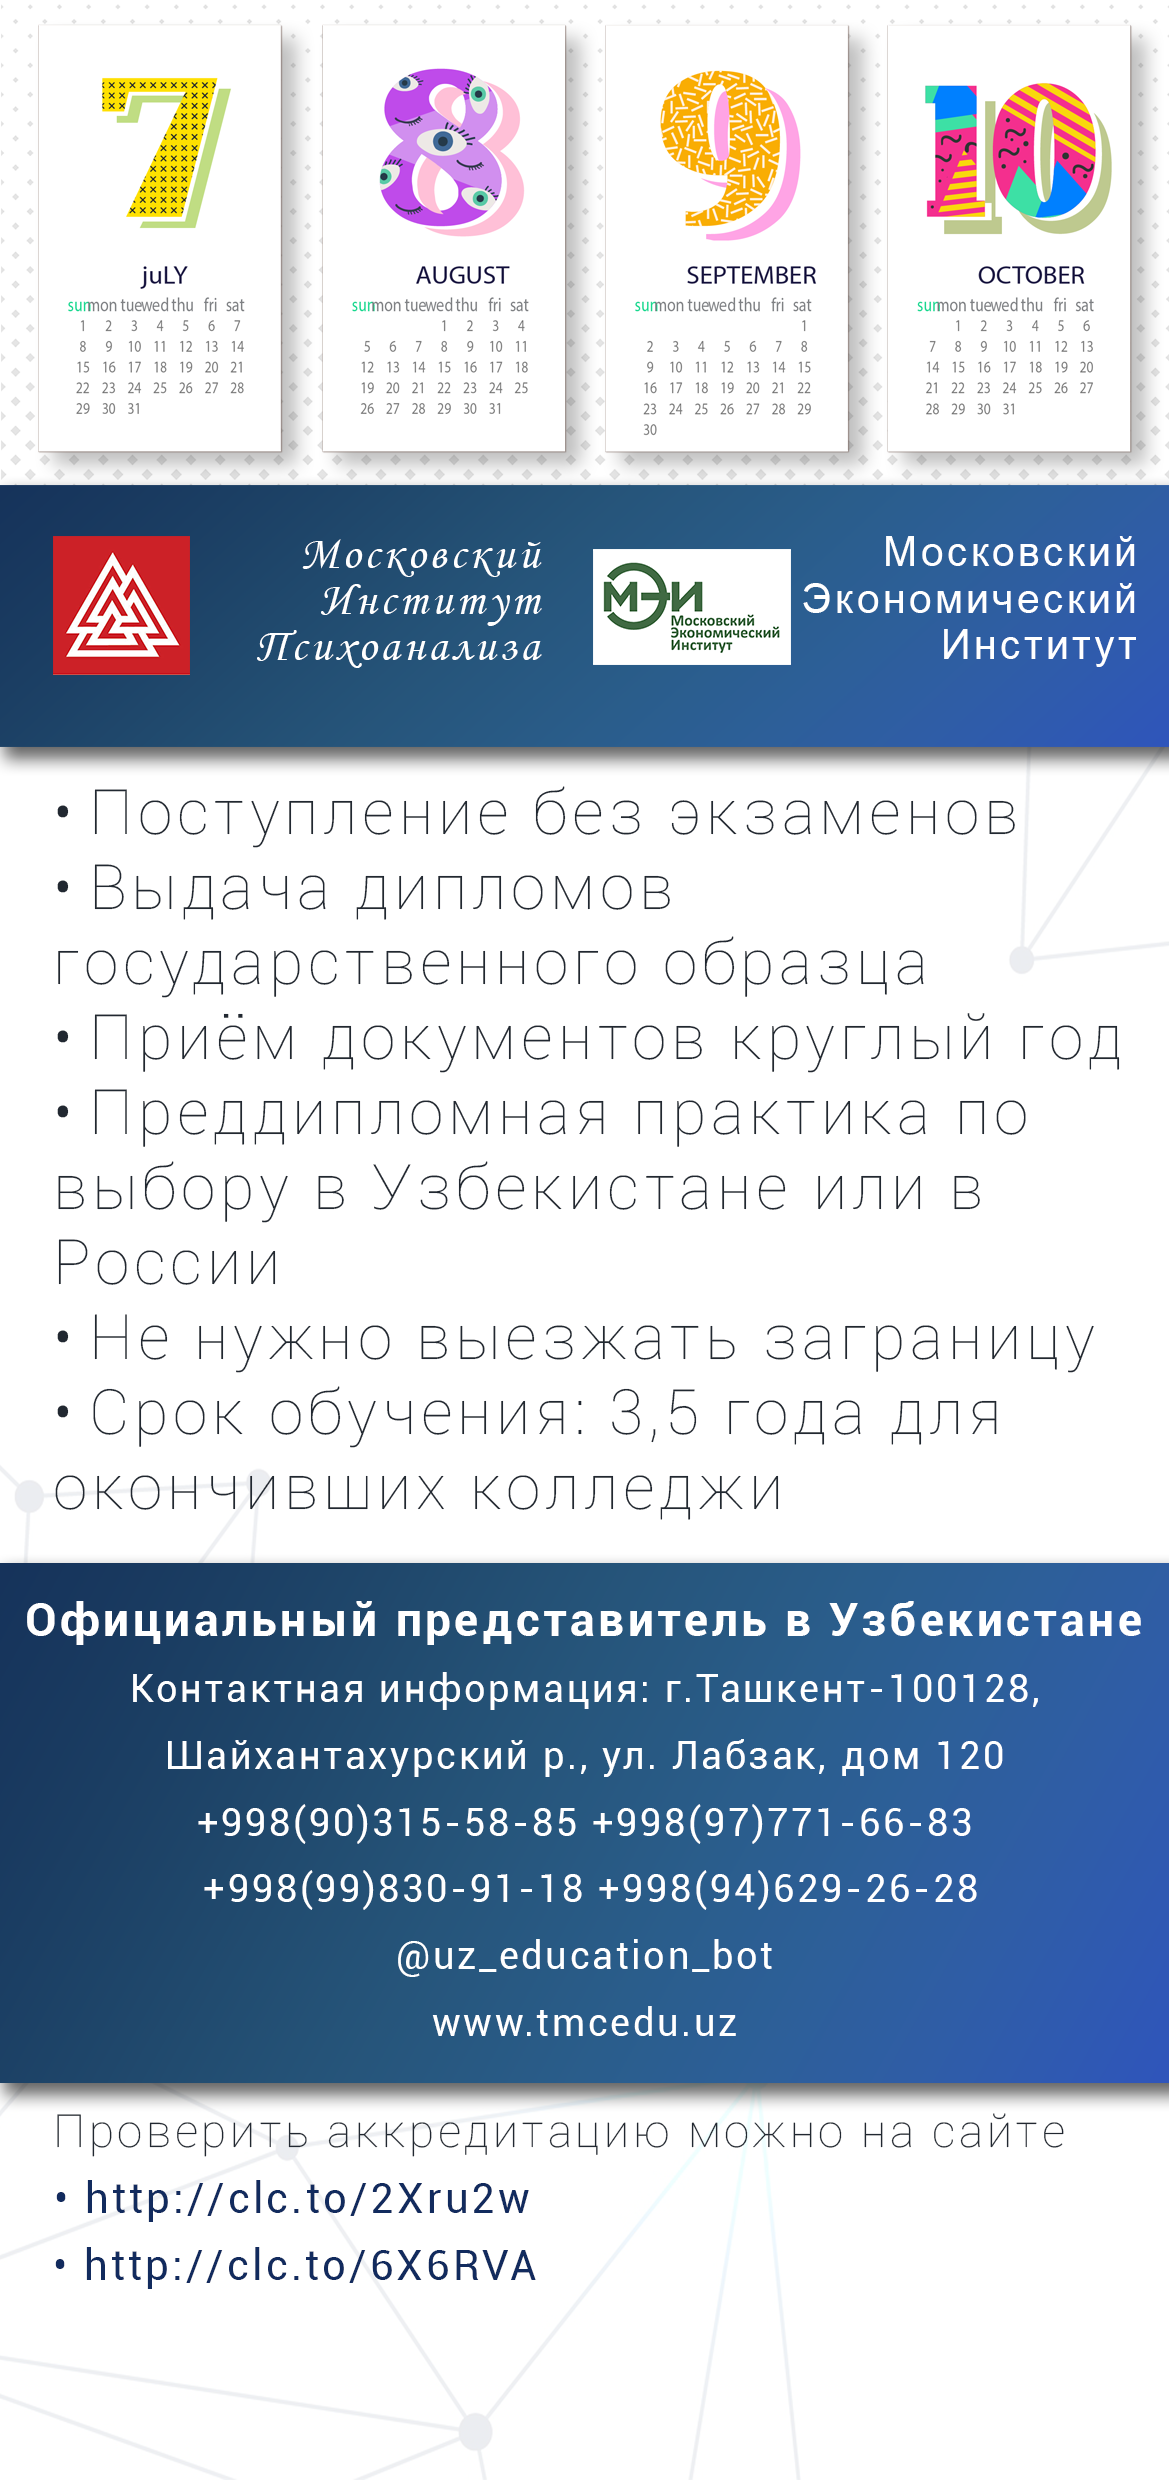 7
juLY
sun mon tue wed thu fri sat
1 2 3 4 5 6 7
8 9 10 11 12 13 14
15 16 17 18 19 20 21
22 23 24 25 26 27 28
29 30 31
8
AUGUST
sun mon tue wed thu fri sat
1 2 3 4
5 6 7 8 9 10 11
12 13 14 15 16 17 18
19 20 21 22 23 24 25
26 27 28 29 30 31
9
SEPTEMBER
sun mon tue wed thu fri sat
1
2 3 4 5 6 7 8
9 10 11 12 13 14 15
16 17 18 19 20 21 22
23 24 25 26 27 28 29
30
10
OCTOBER
sun mon tue wed thu fri sat
1 2 3 4 5 6
7 8 9 10 11 12 13
14 15 16 17 18 19 20
21 22 23 24 25 26 27
28 29 30 31
Московский
Институт
Психоанализа
МЭИ
Московский
Экономический
Институт
Московский
Экономический
Институт
• Поступление без экзаменов
• Выдача дипломов
государственного образца
• Приём документов круглый год
• Преддипломная практика по
выбору в Узбекистане или в
России
• Не нужно выезжать заграницу
• Срок обучения: 3,5 года для
окончивших колледжи
Официальный представитель в Узбекистане
Контактная информация: г.Ташкент-100128,
Шайхантахурский р., ул. Лабзак, дом 120
+998(90)315-58-85 +998(97)771-66-83
+998(99)830-91-18 +998(94)629-26-28
@uz_education_bot
www.tmcedu.uz
Проверить аккредитацию можно на сайте
• http://clc.to/2Xru2w
• http://clc.to/6X6RVA